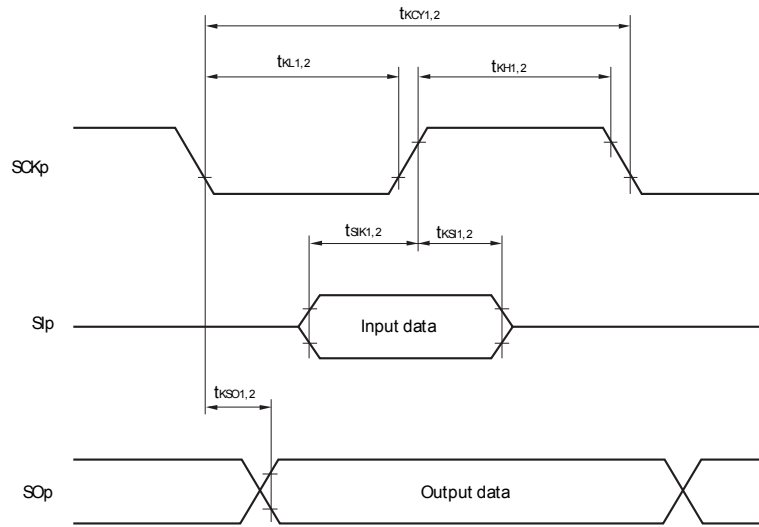 tKCY1,2
tKL1,2
tKH1,2
SCKp
tSIK1,2
tKSI1,2
SIp
Input data
tKSO1,2
SOp
Output data